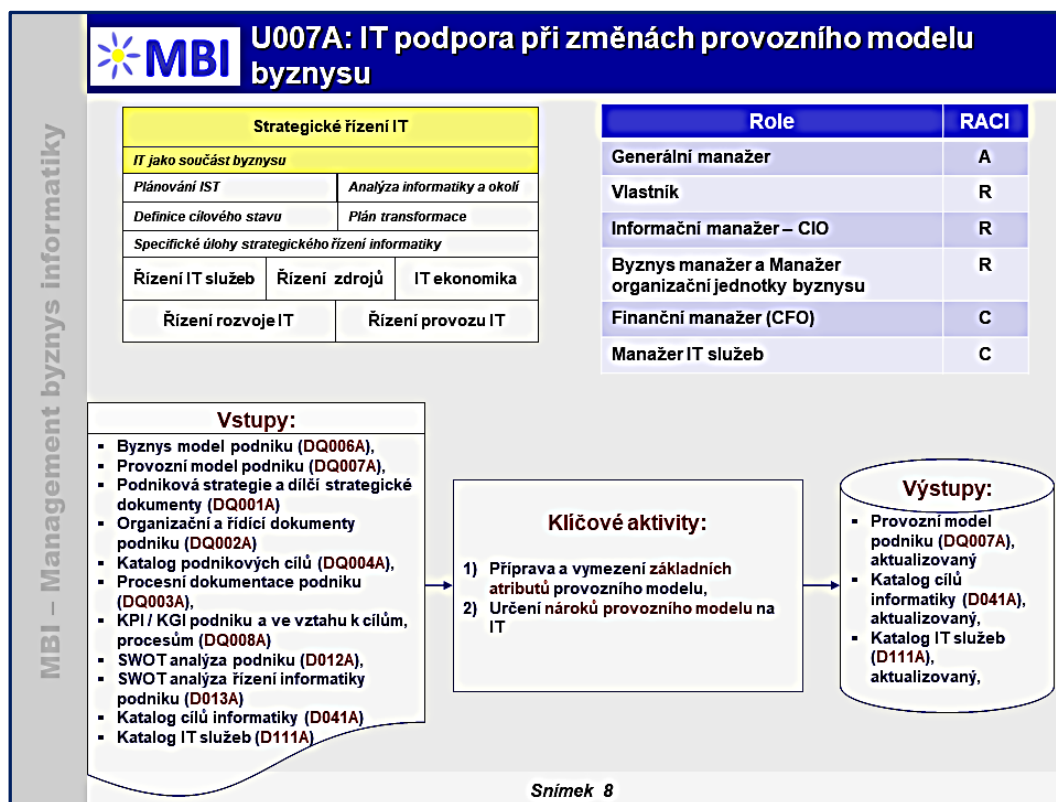 MBI – Management byznys informatiky
MBI
U007A: IT podpora při změnách provozního modelu
byznysu
Strategické řízení IT
IT jako součást byznysu
Plánování IST
Analýza informatiky a okolí
Definice cílového stavu
Plán transformace
Specifické úlohy strategického řízení informatiky
Řízení IT služeb
Řízení zdrojů
IT ekonomika
Řízení rozvoje IT
Řízení provozu IT
Role RACI
Generální manažer A
Vlastník R
Informační manažer – CIO R
Byznys manažer a Manažer R
organizační jednotky byznysu
Finanční manažer (CFO) C
Manažer IT služeb C
Vstupy:
▪ Byznys model podniku (DQ006A),
▪ Provozní model podniku (DQ007A),
▪ Podniková strategie a dílčí strategické
dokumenty (DQ001A)
▪ Organizační a řídící dokumenty
podniku (DQ002A)
▪ Katalog podnikových cílů (DQ004A),
▪ Procesní dokumentace podniku
(DQ003A),
▪ KPI / KGI podniku a ve vztahu k cílům,
procesům (DQ008A)
▪ SWOT analýza podniku (D012A),
▪ SWOT analýza řízení informatiky
podniku (D013A)
▪ Katalog cílů informatiky (D041A)
▪ Katalog IT služeb (D111A)
Klíčové aktivity:
1) Příprava a vymezení základních
atributů provozního modelu,
2) Určení nároků provozního modelu na
IT
Výstupy:
▪ Provozní model
podniku (DQ007A),
aktualizovaný
▪ Katalog cílů
informatiky (D041A),
aktualizovaný,
▪ Katalog IT služeb
(D111A),
aktualizovaný,
Snímek 8